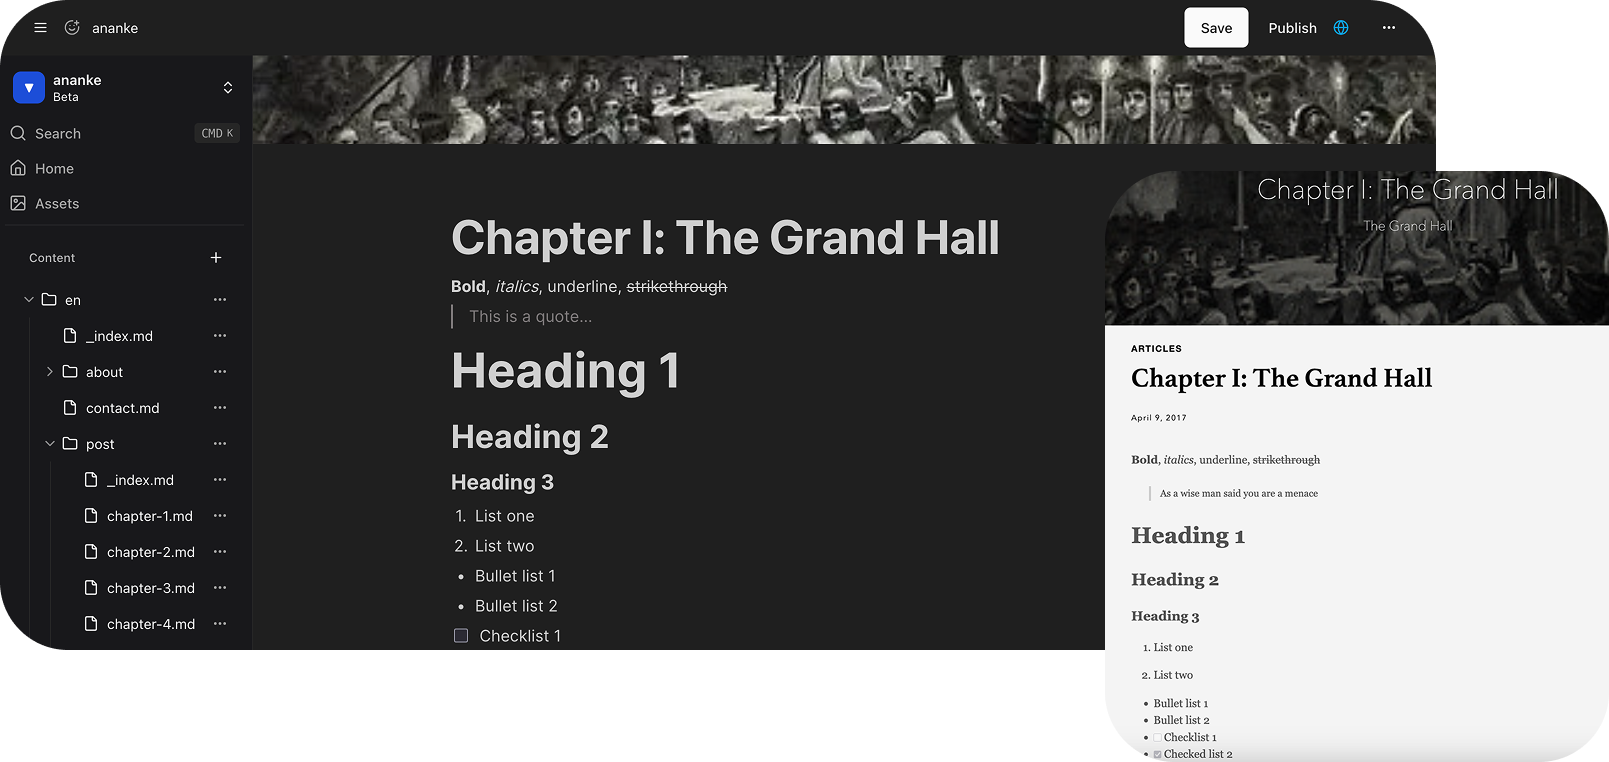 ananke
Save
Publish
ananke
Beta
Search
CMD K
Home
Assets
Content
en
_index.md
about
contact.md
post
_index.md
chapter-1.md
chapter-2.md
chapter-3.md
chapter-4.md
Chapter I: The Grand Hall
Bold, italics, underline, strikethrough
This is a quote...
Heading 1
Heading 2
Heading 3
1. List one
2. List two
• Bullet list 1
• Bullet list 2
Checklist 1
Chapter I: The Grand Hall
The Grand Hall
ARTICLES
Chapter I: The Grand Hall
April 9, 2017
Bold, italics, underline, strikethrough
As a wise man said you are a menace
Heading 1
Heading 2
Heading 3
1. List one
2. List two
• Bullet list 1
• Bullet list 2
• Checklist 1
• Checked list 2